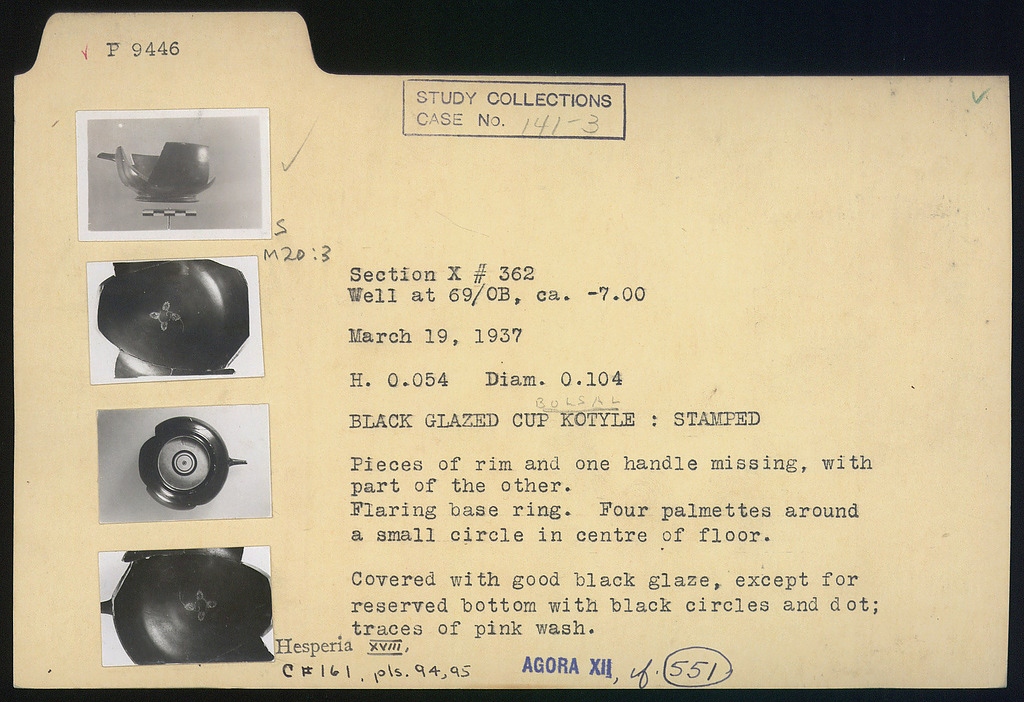 P 9446
STUDY COLLECTIONS
CASE No. 141-3
S
M20:3
Section X # 362
Well at 69/OB, ca. -7.00
March 19, 1937
H. 0.054 Diam. 0.104
BOLSAL
BLACK GLAZED CUP KOTYLE : STAMPED
Pieces of rim and one handle missing, with
part of the other.
Flaring base ring. Four palmettes around
a small circle in centre of floor.
Covered with good black glaze, except for
reserved bottom with black circles and dot;
traces of pink wash.
Hesperia XVIII,
C#161, pls. 94,95
AGORA XII, cf. 551